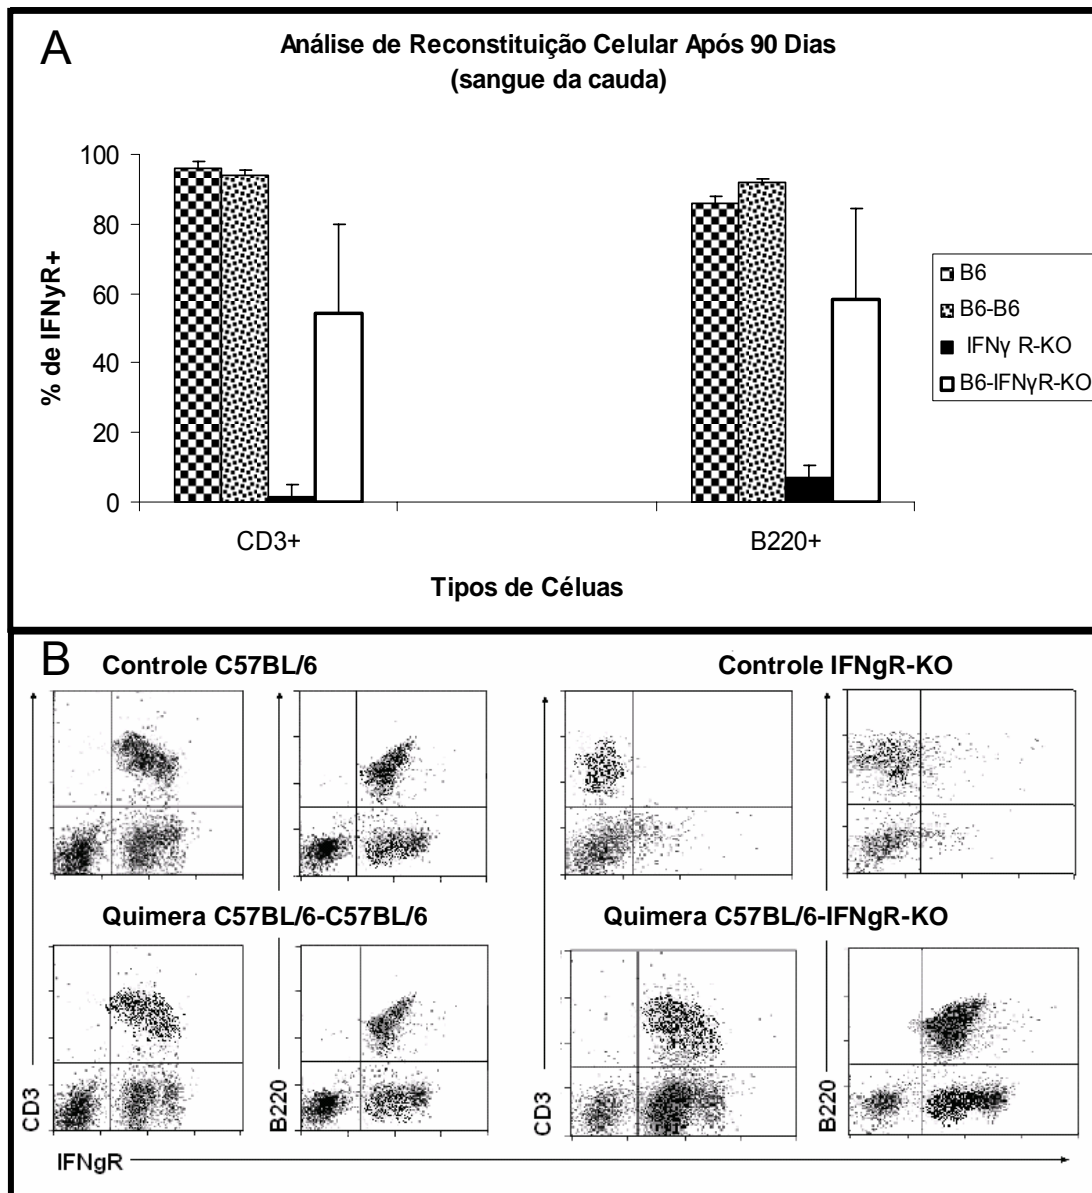 A
Análise de Reconstituição Celular Após 90 Dias
(sangue da cauda)
% de IFNγR+
100
80
60
40
20
0
CD3+
B220+
Tipos de Céluas
B6
B6-B6
IFNγ R-KO
B6-IFNγR-KO
B
Controle C57BL/6
Controle IFNgR-KO
Quimera C57BL/6-C57BL/6
Quimera C57BL/6-IFNgR-KO
CD3
B220
CD3
B220
IFNgR